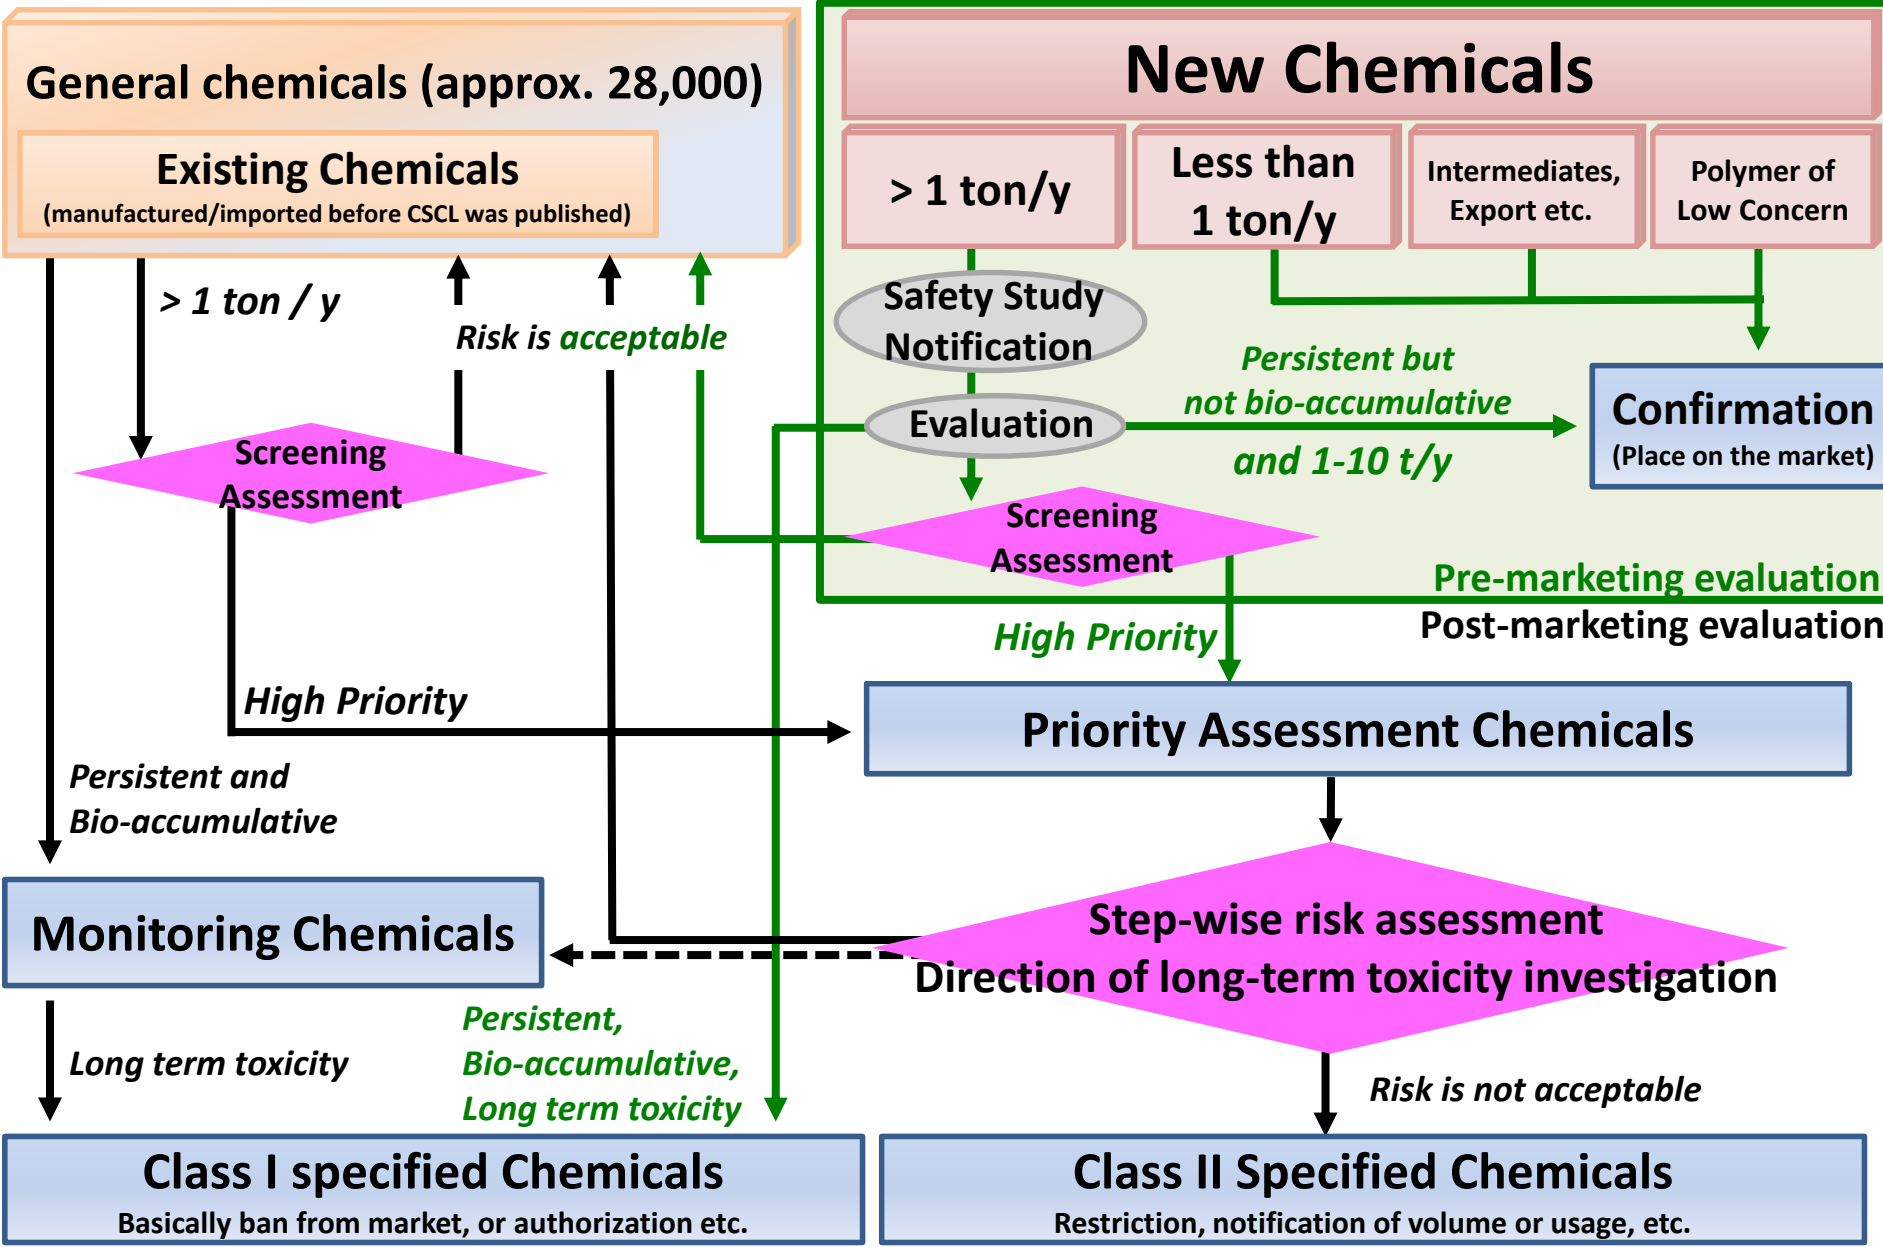 General chemicals (approx. 28,000)
Existing Chemicals
(manufactured/imported before CSCL was published)
New Chemicals
> 1 ton/y
Less than
1 ton/y
Intermediates,
Export etc.
Polymer of
Low Concern
> 1 ton / y
Risk is acceptable
Safety Study
Notification
Evaluation
Persistent but
not bio-accumulative
and 1-10 t/y
Confirmation
(Place on the market)
Screening
Assessment
Screening
Assessment
Pre-marketing evaluation
Post-marketing evaluation
High Priority
High Priority
Priority Assessment Chemicals
Persistent and
Bio-accumulative
Monitoring Chemicals
Step-wise risk assessment
Direction of long-term toxicity investigation
Long term toxicity
Persistent,
Bio-accumulative,
Long term toxicity
Risk is not acceptable
Class I specified Chemicals
Basically ban from market, or authorization etc.
Class II Specified Chemicals
Restriction, notification of volume or usage, etc.